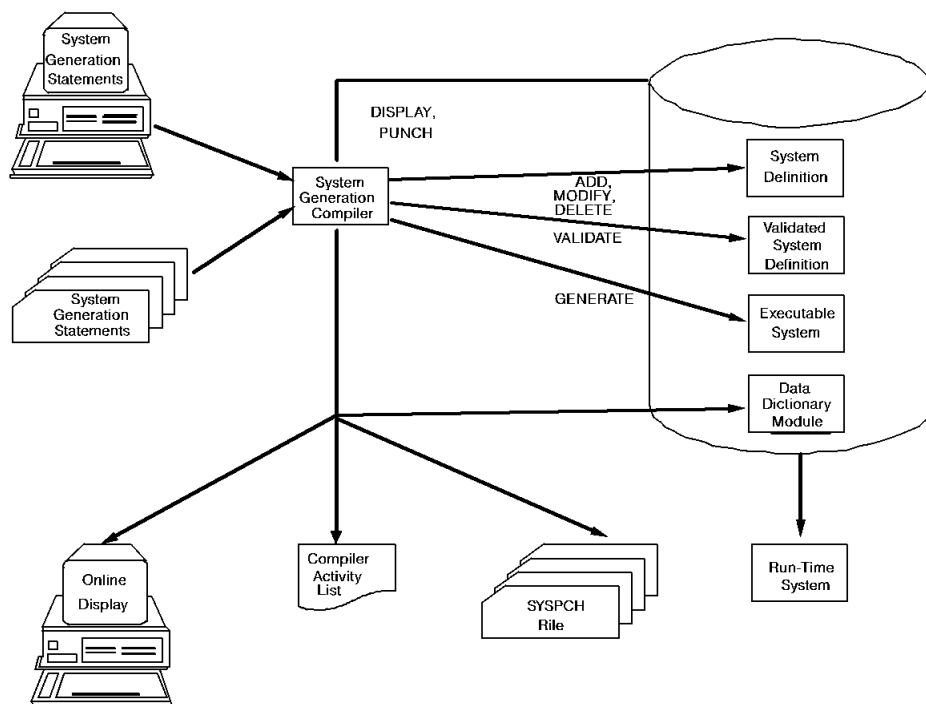 System
Generation
Statements
DISPLAY,
PUNCH
System
Generation
Compiler
ADD,
MODIFY,
DELETE
VALIDATE
GENERATE
System
Definition
Validated
System
Definition
Executable
System
Data
Dictionary
Module
System
Generation
Statements
Online
Display
Compiler
Activity
List
SYSPCH
Rile
Run-Time
System